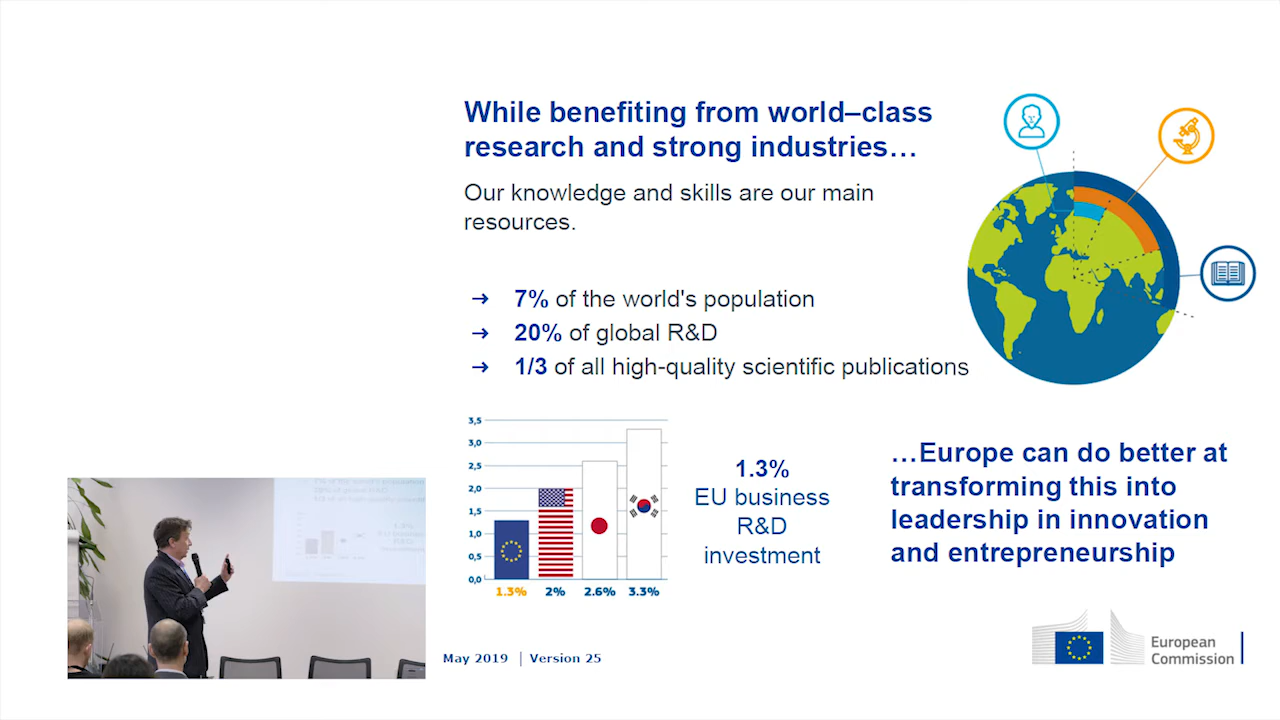 While benefiting from world–class
research and strong industries…
Our knowledge and skills are our main
resources.
→ 7% of the world's population
→ 20% of global R&D
→ 1/3 of all high-quality scientific publications
3,5
3,0
2,5
2,0
1,5
1,0
0,5
0,0
1.3% 2% 2.6% 3.3%
1.3%
EU business
R&D
investment
…Europe can do better at
transforming this into
leadership in innovation
and entrepreneurship
May 2019 | Version 25
European
Commission